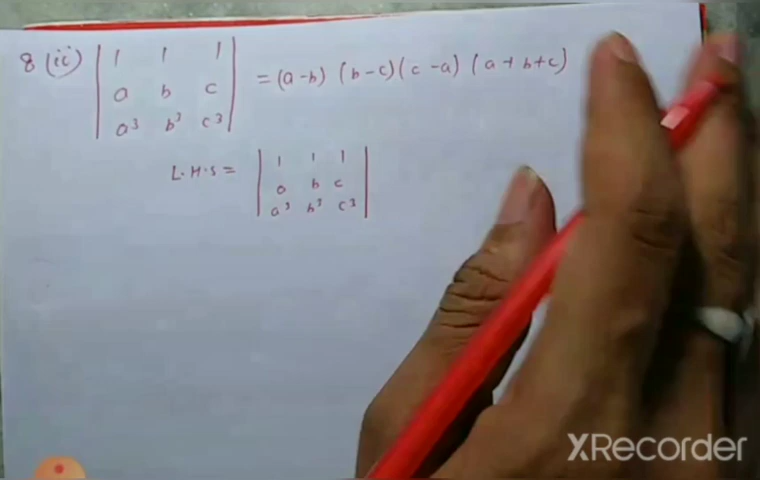 8 (ii) | 1 1 1 | = (a-b) (b-c) (c-a) (a+b+c)
| a b c |
| a³ b³ c³ |
L.H.S = | 1 1 1 |
| a b c |
| a³ b³ c³ |
XRecorder